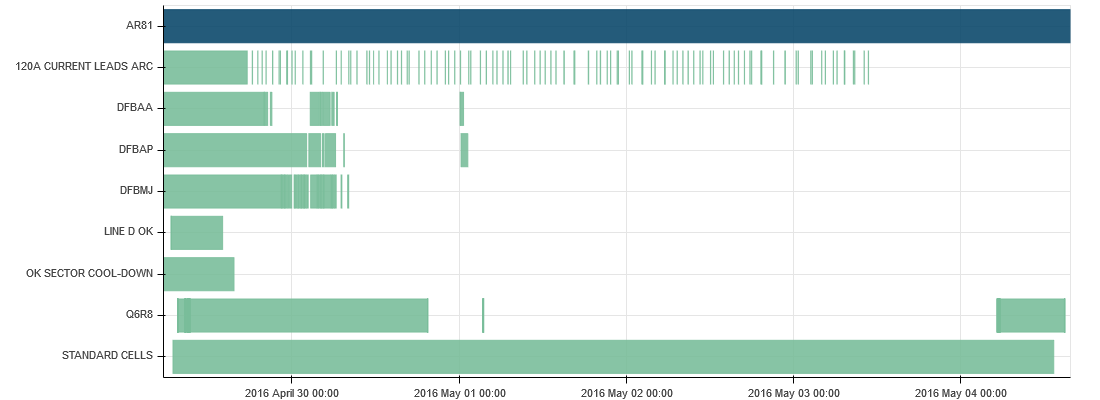 AR81
120A CURRENT LEADS ARC
DFBAA
DFBAP
DFBMJ
LINE D OK
OK SECTOR COOL-DOWN
Q6R8
STANDARD CELLS
2016 April 30 00:00 2016 May 01 00:00 2016 May 02 00:00 2016 May 03 00:00 2016 May 04 00:00